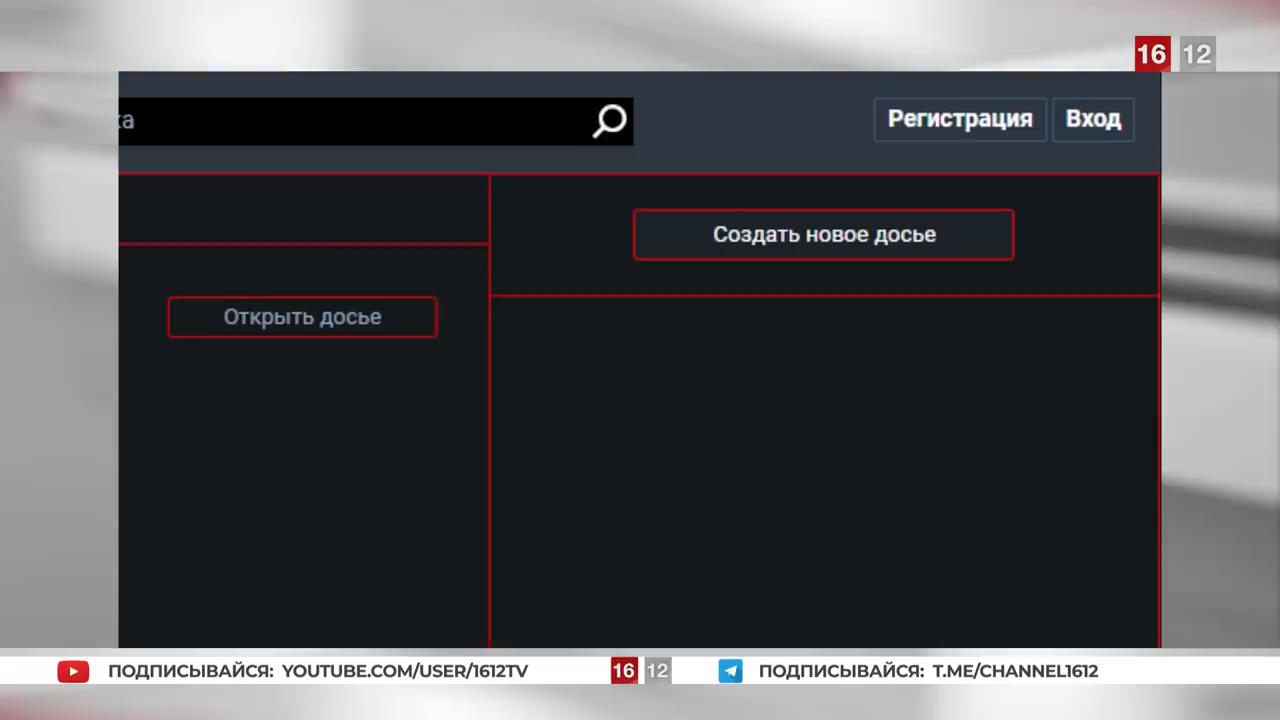 16 12
ка
Регистрация
Вход
Создать новое досье
Открыть досье
ПОДПИСЫВАЙСЯ: YOUTUBE.COM/USER/1612TV
16 12
ПОДПИСЫВАЙСЯ: T.ME/CHANNEL1612